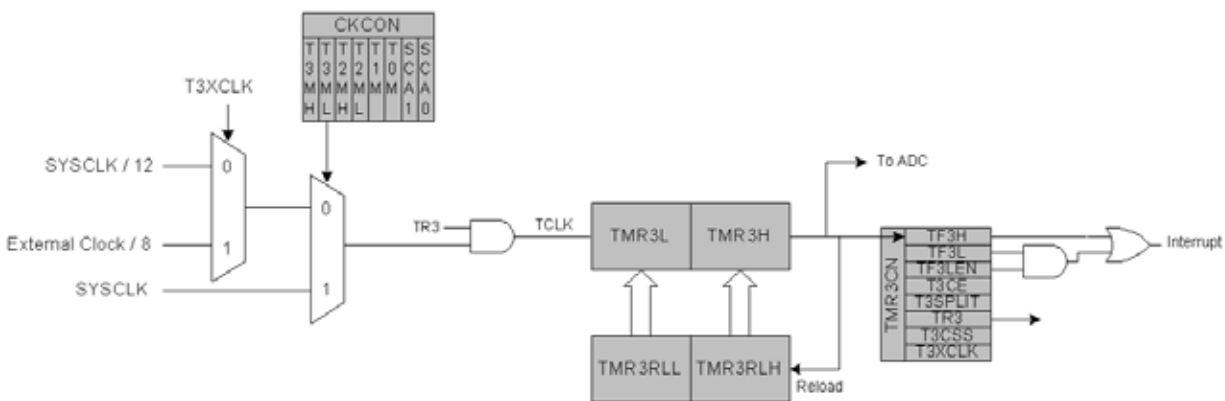 CKCON
T3MH
T3ML
T2MH
T2ML
T1M
T0M
SCA1
SCA0
T3XCLK
SYSCLK / 12
0
External Clock / 8
1
SYSCLK
0
1
TR3
TCLK
TMR3L
TMR3H
To ADC
TMR3RLL
TMR3RLH
Reload
TMR3CN
TF3H
TF3L
TF3LEN
T3CE
T3SPLIT
TR3
T3CSS
T3XCLK
Interrupt